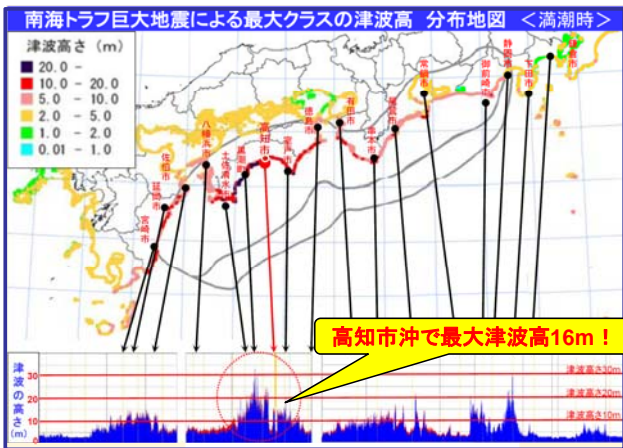 南海トラフ巨大地震による最大クラスの津波高 分布地図 <満潮時>
津波高さ (m)
20.0 -
10.0 - 20.0
5.0 - 10.0
2.0 - 5.0
1.0 - 2.0
0.01 - 1.0
宮崎市
延岡市
佐伯市
八幡浜市
土佐清水市
黒潮町
高知市
室戸市
徳島市
有田市
串本町
尾鷲市
常滑市
御前崎市
静岡市
下田市
鎌倉市
高知市沖で最大津波高16m！
津波の高さ
(m)
30
20
10
0
津波高さ30m
津波高さ20m
津波高さ10m